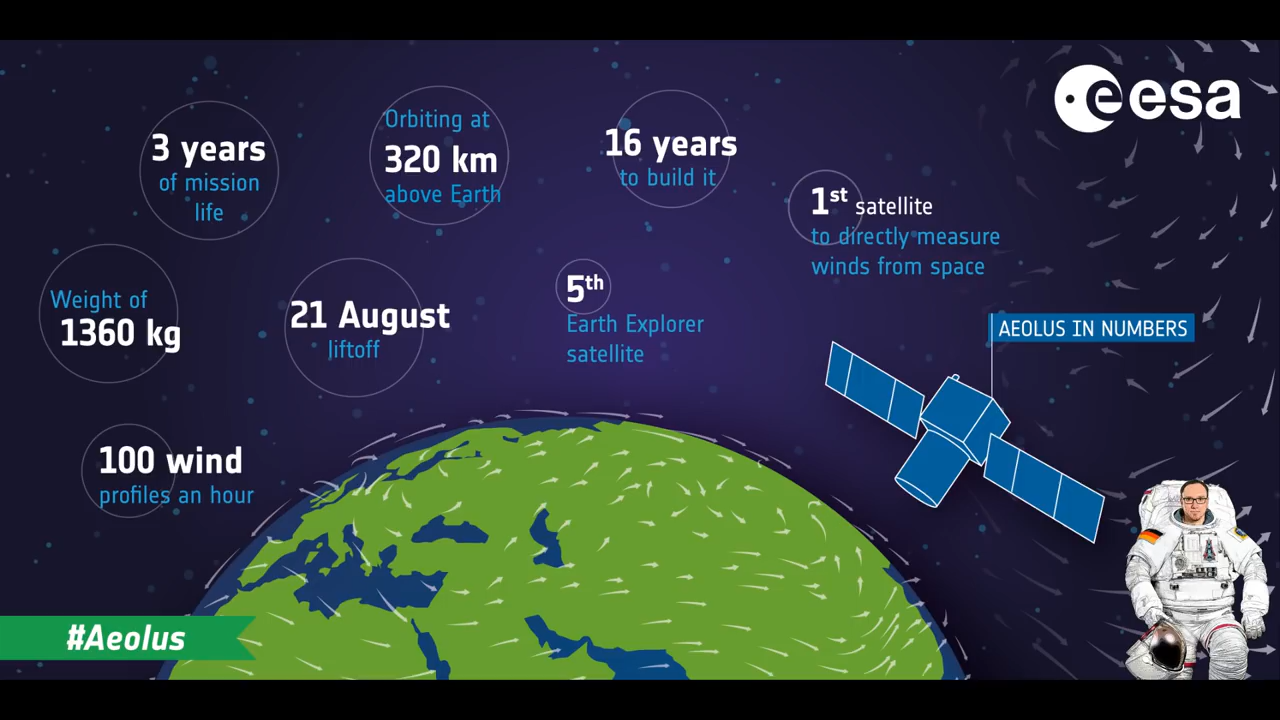 esa
3 years
of mission
life
Orbiting at
320 km
above Earth
16 years
to build it
1st satellite
to directly measure
winds from space
Weight of
1360 kg
21 August
liftoff
5th
Earth Explorer
satellite
AEOLUS IN NUMBERS
100 wind
profiles an hour
#Aeolus